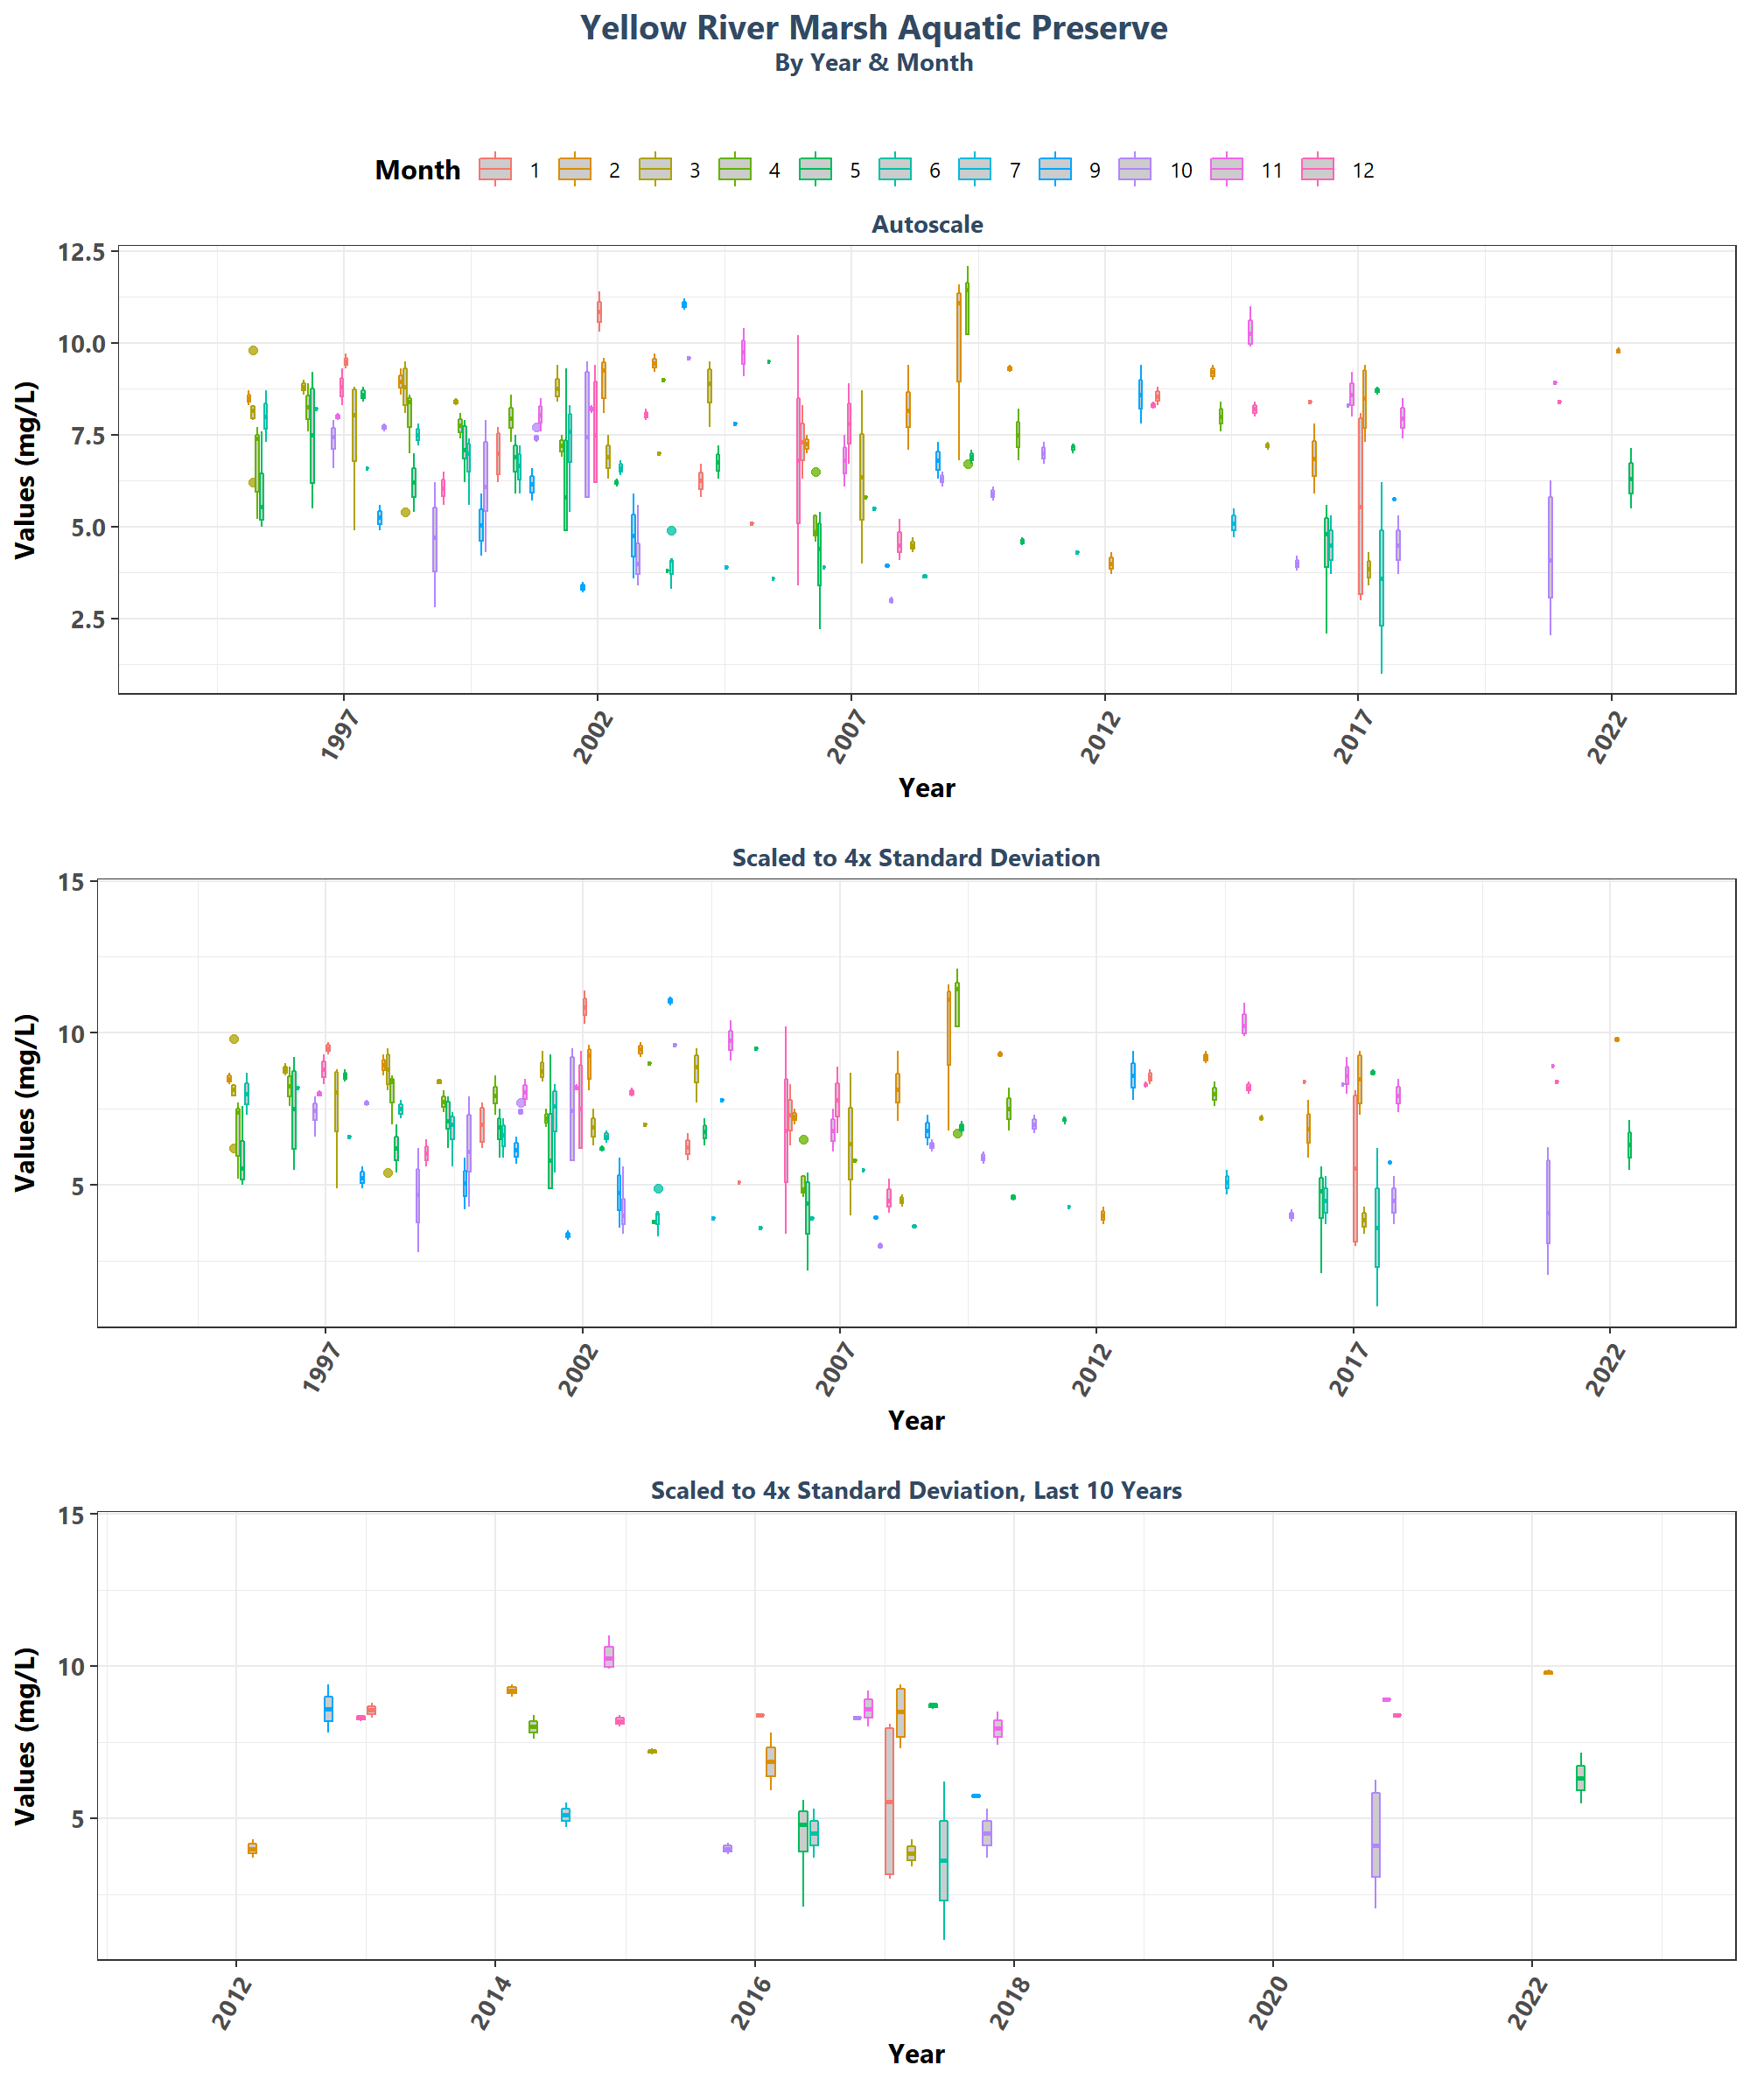 Yellow River Marsh Aquatic Preserve
By Year & Month
Month 1 2 3 4 5 6 7 9 10 11 12
Autoscale
Values (mg/L)
12.5
10.0
7.5
5.0
2.5
1997 2002 2007 2012 2017 2022
Year
Scaled to 4x Standard Deviation
Values (mg/L)
15
10
5
1997 2002 2007 2012 2017 2022
Year
Scaled to 4x Standard Deviation, Last 10 Years
Values (mg/L)
15
10
5
2012 2014 2016 2018 2020 2022
Year